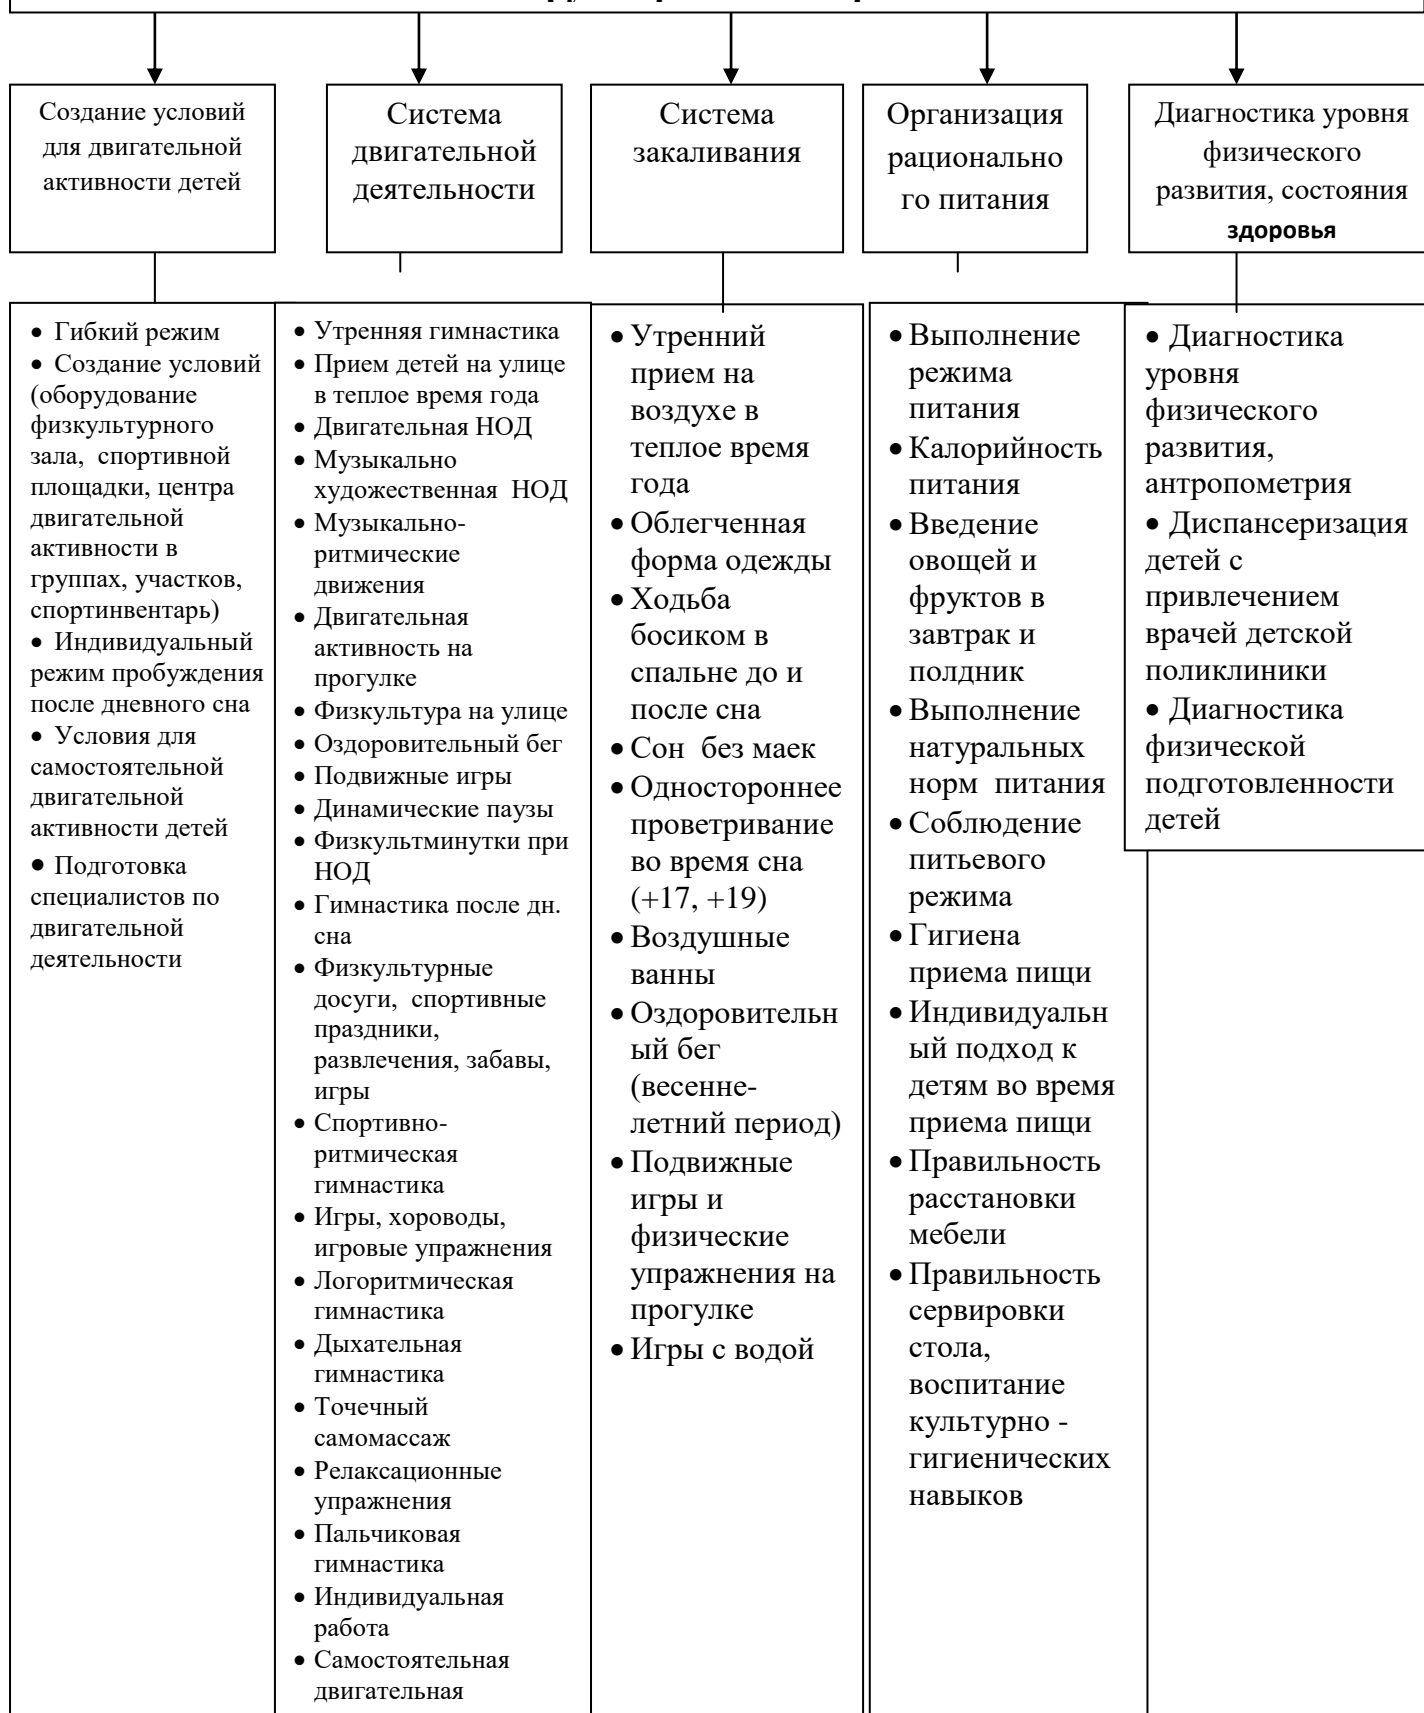 Создание условий
для двигательной
активности детей
Система
двигательной
деятельности
Система
закаливания
Организация
рационально
го питания
Диагностика уровня
физического
развития, состояния
здоровья
• Гибкий режим
• Создание условий
(оборудование
физкультурного
зала, спортивной
площадки, центра
двигательной
активности в
группах, участков,
спортинвентарь)
• Индивидуальный
режим пробуждения
после дневного сна
• Условия для
самостоятельной
двигательной
активности детей
• Подготовка
специалистов по
двигательной
деятельности
• Утренняя гимнастика
• Прием детей на улице
в теплое время года
• Двигательная НОД
• Музыкально
художественная НОД
• Музыкально-
ритмические
движения
• Двигательная
активность на
прогулке
• Физкультура на улице
• Оздоровительный бег
• Подвижные игры
• Динамические паузы
• Физкультминутки при
НОД
• Гимнастика после дн.
сна
• Физкультурные
досуги, спортивные
праздники,
развлечения, забавы,
игры
• Спортивно-
ритмическая
гимнастика
• Игры, хороводы,
игровые упражнения
• Логоритмическая
гимнастика
• Дыхательная
гимнастика
• Точечный
самомассаж
• Релаксационные
упражнения
• Пальчиковая
гимнастика
• Индивидуальная
работа
• Самостоятельная
двигательная
• Утренний
прием на
воздухе в
теплое время
года
• Облегченная
форма одежды
• Ходьба
босиком в
спальне до и
после сна
• Сон без маек
• Одностороннее
проветривание
во время сна
(+17, +19)
• Воздушные
ванны
• Оздоровительн
ый бег
(весенне-
летний период)
• Подвижные
игры и
физические
упражнения на
прогулке
• Игры с водой
• Выполнение
режима
питания
• Калорийность
питания
• Введение
овощей и
фруктов в
завтрак и
полдник
• Выполнение
натуральных
норм питания
• Соблюдение
питьевого
режима
• Гигиена
приема пищи
• Индивидуальн
ый подход к
детям во время
приема пищи
• Правильность
расстановки
мебели
• Правильность
сервировки
стола,
воспитание
культурно -
гигиенических
навыков
• Диагностика
уровня
физического
развития,
антропометрия
• Диспансеризация
детей с
привлечением
врачей детской
поликлиники
• Диагностика
физической
подготовленности
детей